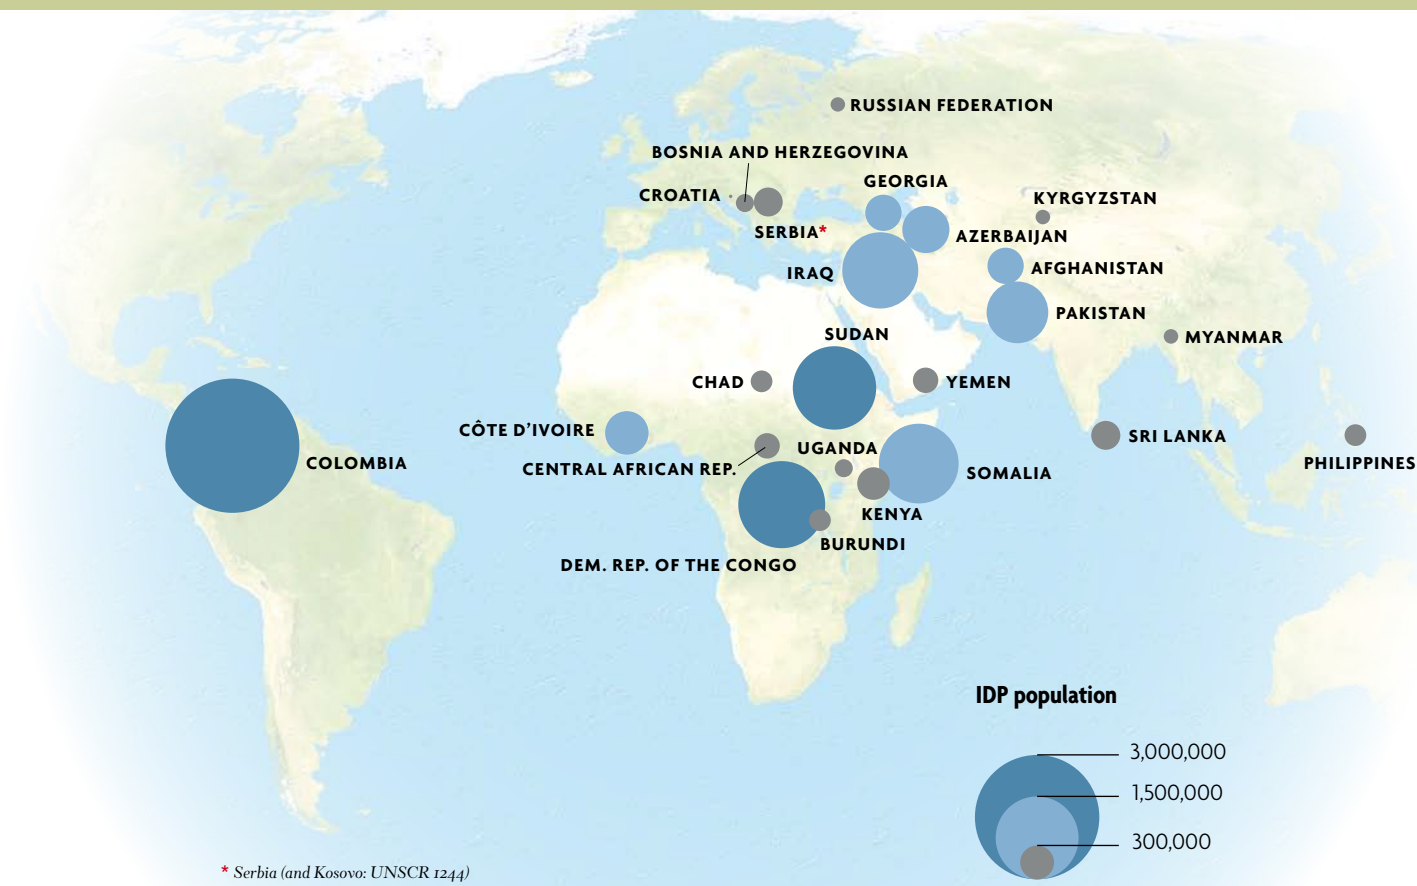 RUSSIAN FEDERATION
BOSNIA AND HERZEGOVINA
GEORGIA
CROATIA
KYRGYZSTAN
SERBIA*
AZERBAIJAN
IRAQ
AFGHANISTAN
PAKISTAN
SUDAN
MYANMAR
CHAD
YEMEN
CÔTE D'IVOIRE
SRI LANKA
UGANDA
COLOMBIA
CENTRAL AFRICAN REP.
PHILIPPINES
SOMALIA
KENYA
BURUNDI
DEM. REP. OF THE CONGO
IDP population
3,000,000
1,500,000
300,000
* Serbia (and Kosovo: UNSCR 1244)